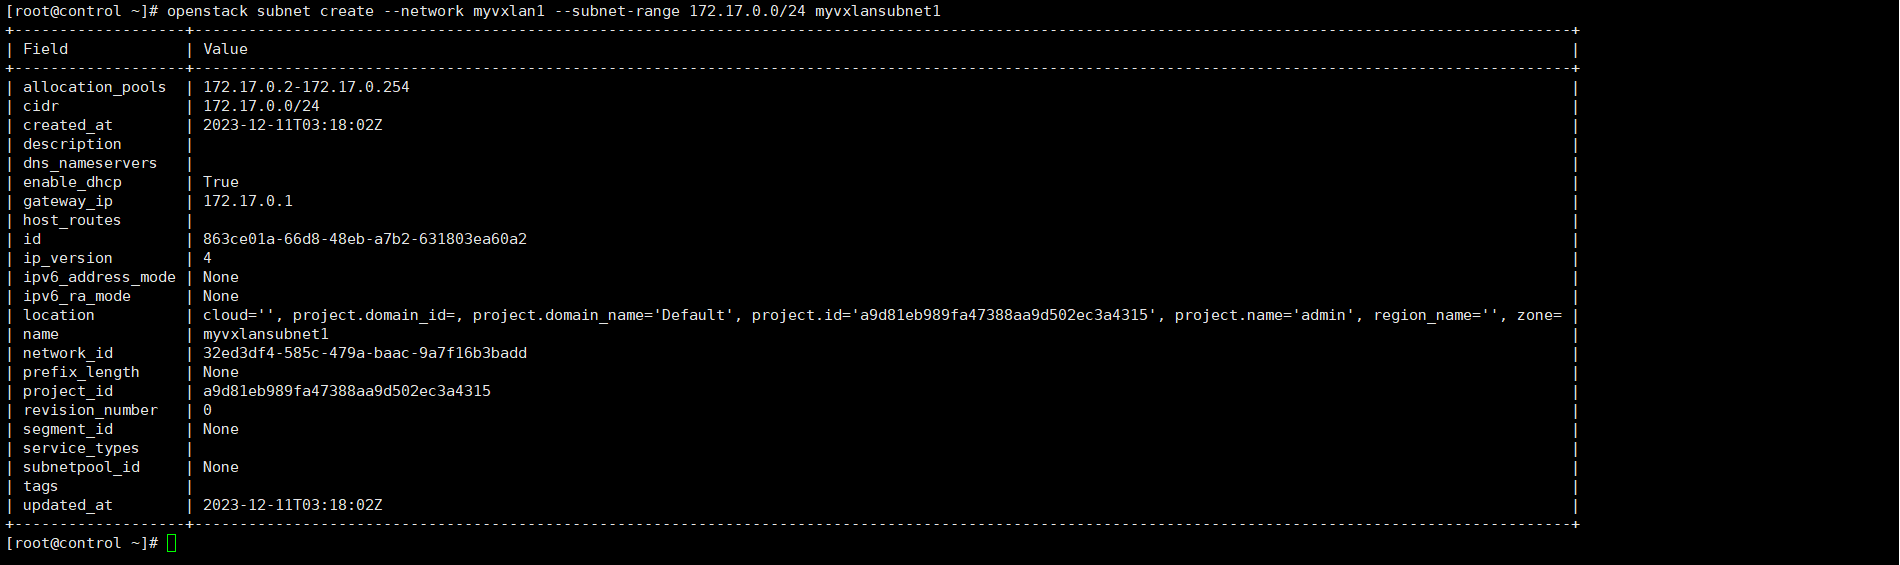 [root@control ~]# openstack subnet create --network myvxlan1 --subnet-range 172.17.0.0/24 myvxlansubnet1
+-------------------+---------------------------------------------------------------------------------------------------------------------------------------------------------+
| Field             | Value                                                                                                                                                   |
+-------------------+---------------------------------------------------------------------------------------------------------------------------------------------------------+
| allocation_pools  | 172.17.0.2-172.17.0.254                                                                                                                                 |
| cidr              | 172.17.0.0/24                                                                                                                                           |
| created_at        | 2023-12-11T03:18:02Z                                                                                                                                    |
| description       |                                                                                                                                                         |
| dns_nameservers   |                                                                                                                                                         |
| enable_dhcp       | True                                                                                                                                                    |
| gateway_ip        | 172.17.0.1                                                                                                                                              |
| host_routes       |                                                                                                                                                         |
| id                | 863ce01a-66d8-48eb-a7b2-631803ea60a2                                                                                                                    |
| ip_version        | 4                                                                                                                                                       |
| ipv6_address_mode | None                                                                                                                                                    |
| ipv6_ra_mode      | None                                                                                                                                                    |
| location          | cloud='', project.domain_id=, project.domain_name='Default', project.id='a9d81eb989fa47388aa9d502ec3a4315', project.name='admin', region_name='', zone= |
| name              | myvxlansubnet1                                                                                                                                          |
| network_id        | 32ed3df4-585c-479a-baac-9a7f16b3badd                                                                                                                    |
| prefix_length     | None                                                                                                                                                    |
| project_id        | a9d81eb989fa47388aa9d502ec3a4315                                                                                                                        |
| revision_number   | 0                                                                                                                                                       |
| segment_id        | None                                                                                                                                                    |
| service_types     |                                                                                                                                                         |
| subnetpool_id     | None                                                                                                                                                    |
| tags              |                                                                                                                                                         |
| updated_at        | 2023-12-11T03:18:02Z                                                                                                                                    |
+-------------------+---------------------------------------------------------------------------------------------------------------------------------------------------------+
[root@control ~]#